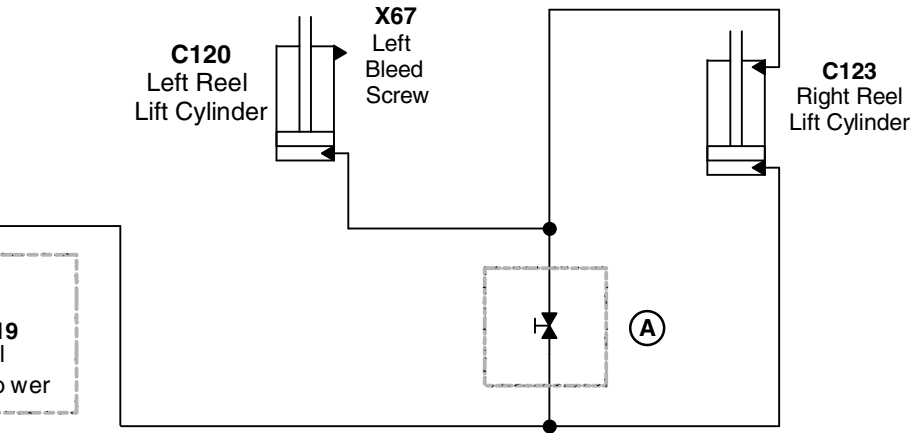 C120
Left Reel
Lift Cylinder
X67
Left
Bleed
Screw
C123
Right Reel
Lift Cylinder
A